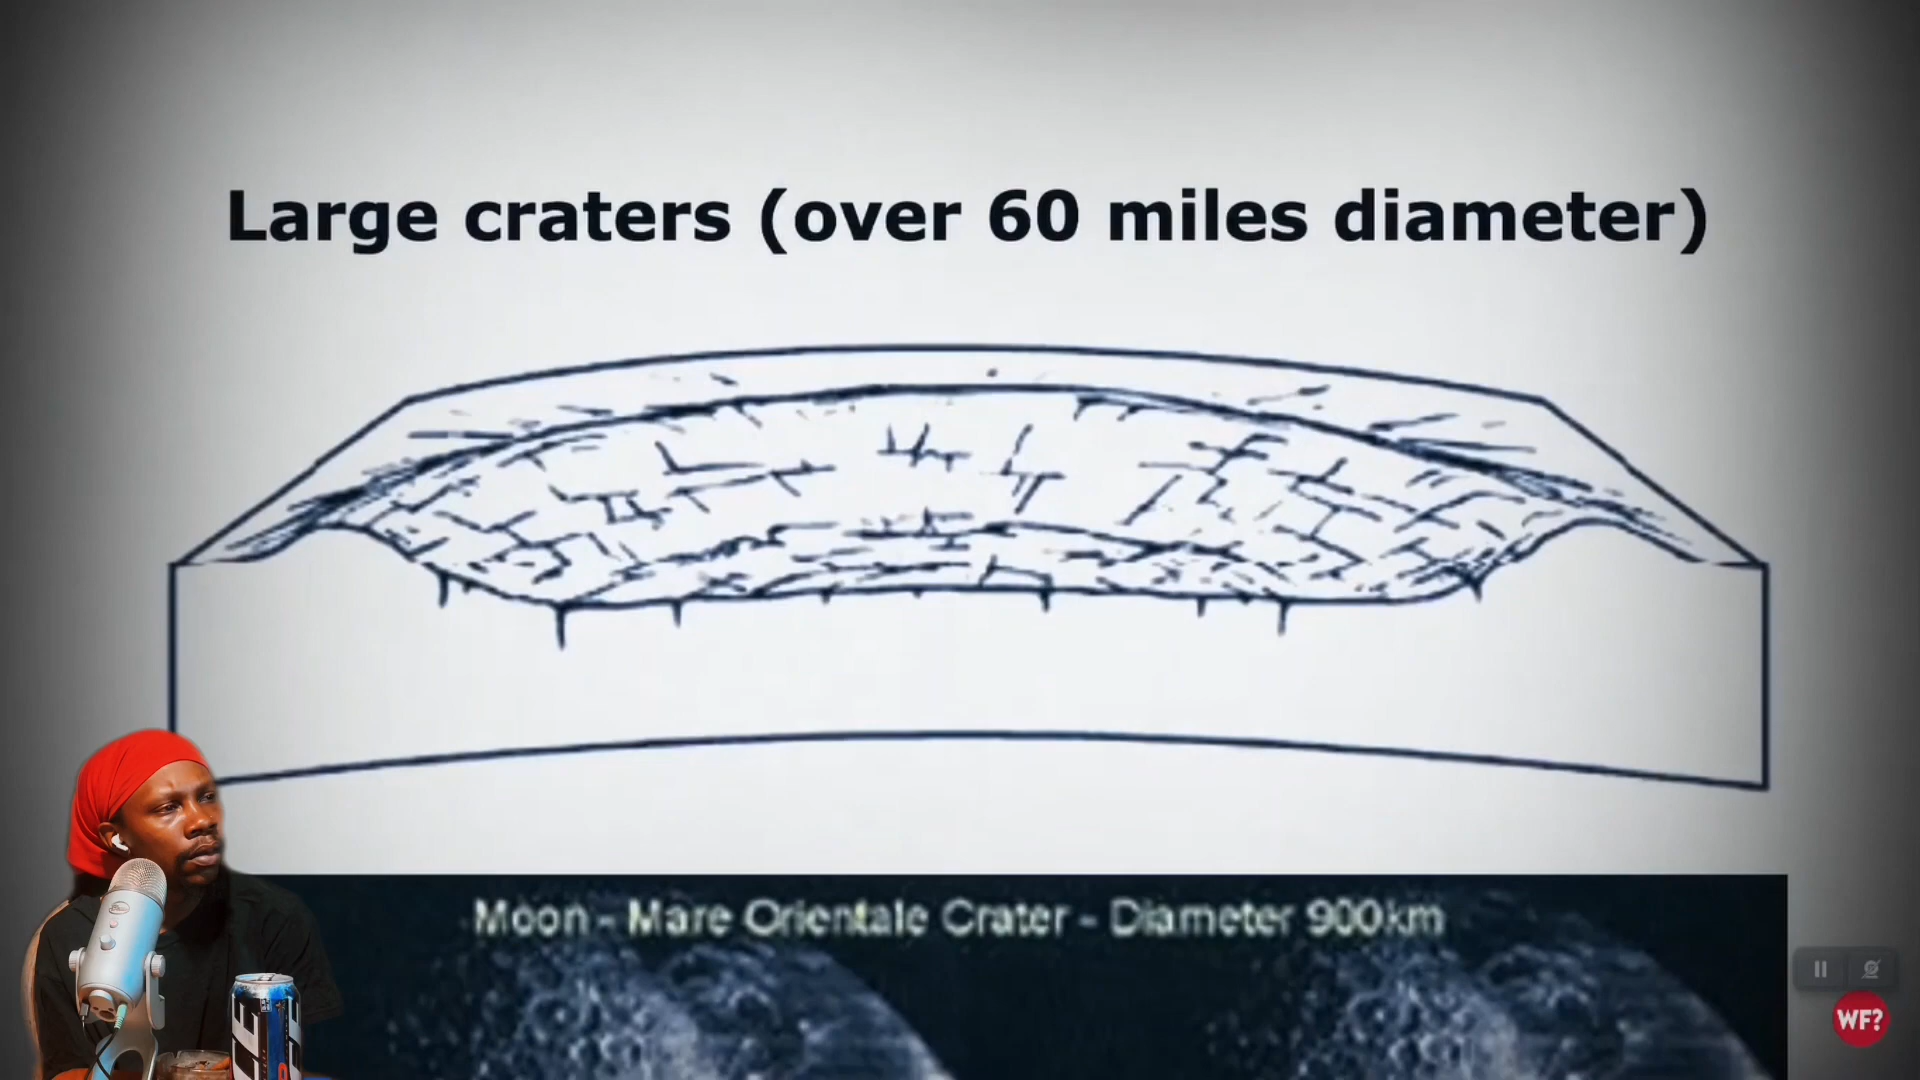 Large craters (over 60 miles diameter)
Moon - Mare Orientale Crater - Diameter 900km
WF?